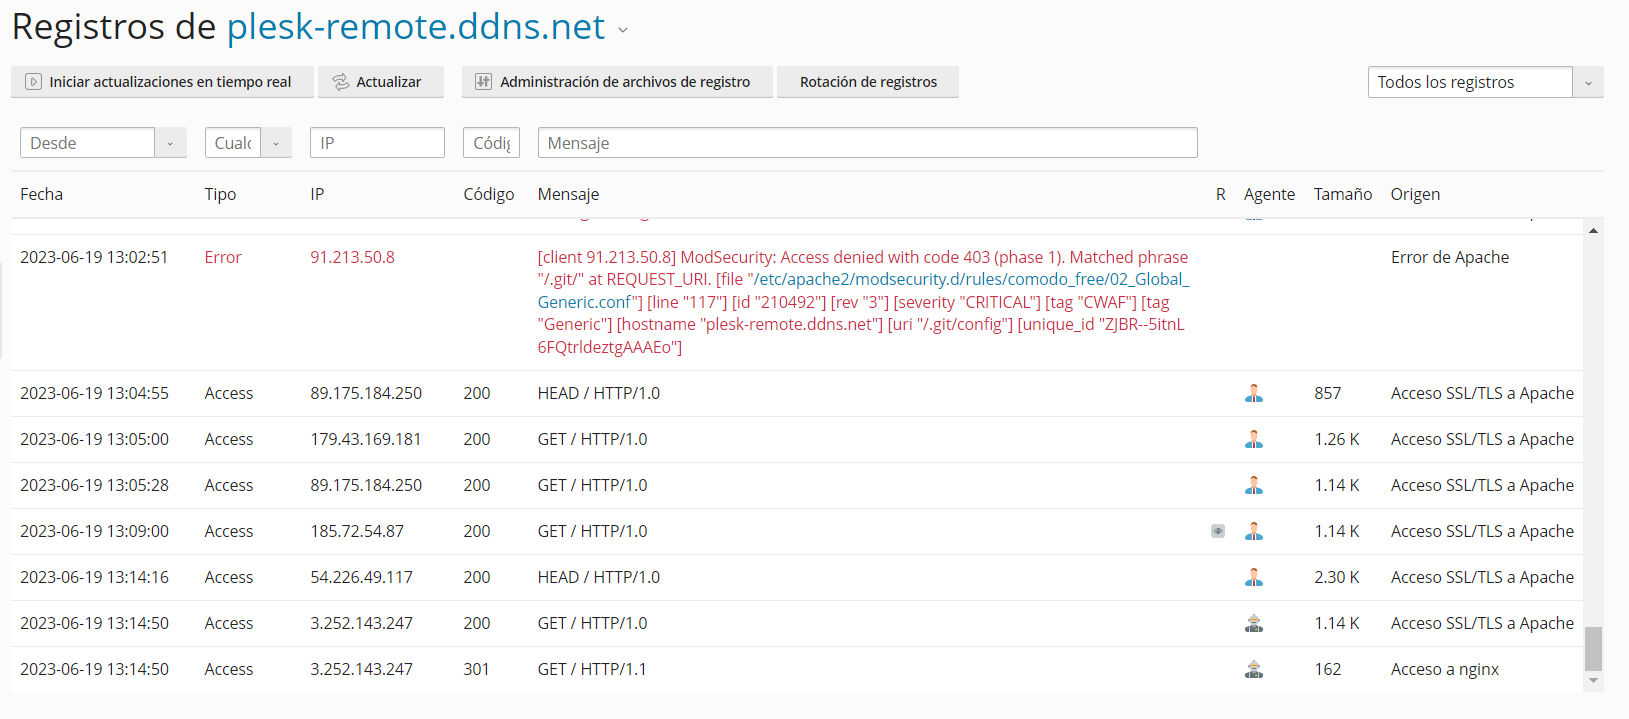 Registros de plesk-remote.ddns.net
Iniciar actualizaciones en tiempo real Actualizar Administración de archivos de registro Rotación de registros Todos los registros
Desde Cualc IP Códig Mensaje
Fecha Tipo IP Código Mensaje R Agente Tamaño Origen
2023-06-19 13:02:51 Error 91.213.50.8 [client 91.213.50.8] ModSecurity: Access denied with code 403 (phase 1). Matched phrase Error de Apache
"/.git/" at REQUEST_URI. [file "/etc/apache2/modsecurity.d/rules/comodo_free/02_Global_
Generic.conf"] [line "117"] [id "210492"] [rev "3"] [severity "CRITICAL"] [tag "CWAF"] [tag
"Generic"] [hostname "plesk-remote.ddns.net"] [uri "/.git/config"] [unique_id "ZJBR--5itnL
6FQtrldeztgAAAEo"]
2023-06-19 13:04:55 Access 89.175.184.250 200 HEAD / HTTP/1.0 857 Acceso SSL/TLS a Apache
2023-06-19 13:05:00 Access 179.43.169.181 200 GET / HTTP/1.0 1.26 K Acceso SSL/TLS a Apache
2023-06-19 13:05:28 Access 89.175.184.250 200 GET / HTTP/1.0 1.14 K Acceso SSL/TLS a Apache
2023-06-19 13:09:00 Access 185.72.54.87 200 GET / HTTP/1.0 1.14 K Acceso SSL/TLS a Apache
2023-06-19 13:14:16 Access 54.226.49.117 200 HEAD / HTTP/1.0 2.30 K Acceso SSL/TLS a Apache
2023-06-19 13:14:50 Access 3.252.143.247 200 GET / HTTP/1.0 1.14 K Acceso SSL/TLS a Apache
2023-06-19 13:14:50 Access 3.252.143.247 301 GET / HTTP/1.1 162 Acceso a nginx